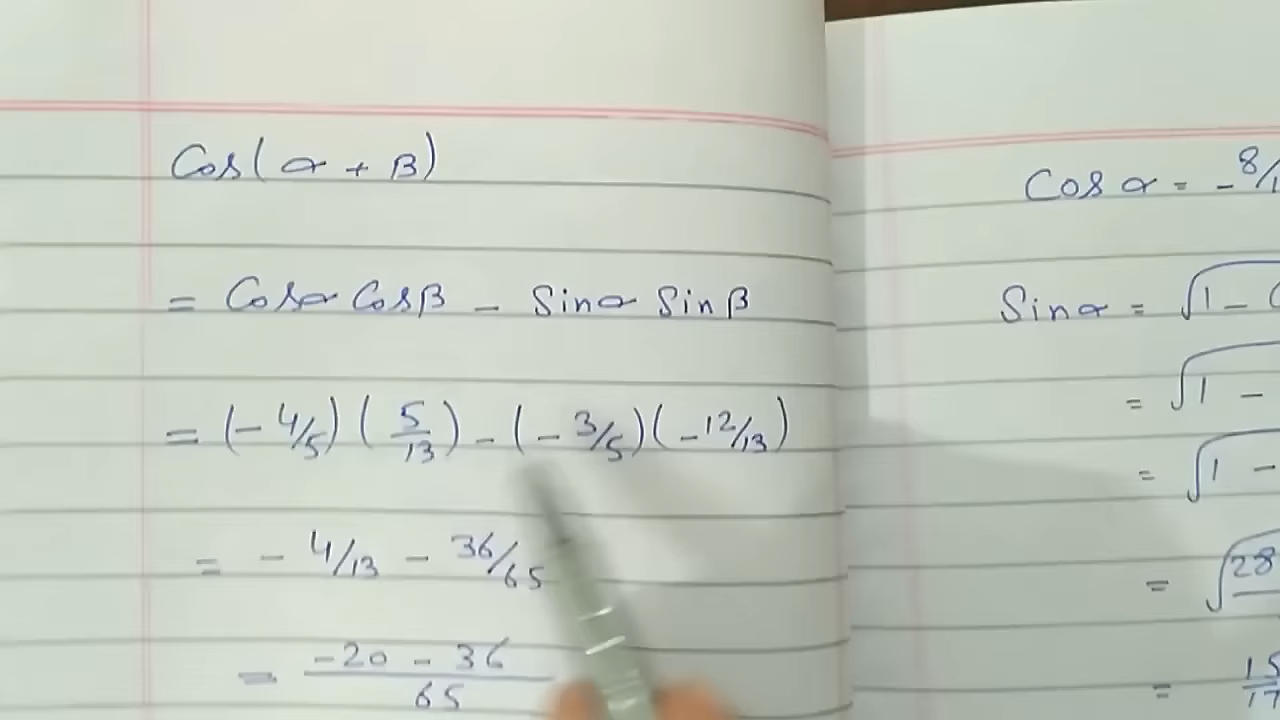 Cos(α + β)
= Cosα Cosβ - Sinα Sinβ
= (- 4/5) ( 5/13 ) - (- 3/5) (-12/13)
= - 4/13 - 36/65
= -20 - 36 / 65
Cos α = - 8/
Sin α = √1 - (
= √1 -
= √1 -
= √28
= 15/17